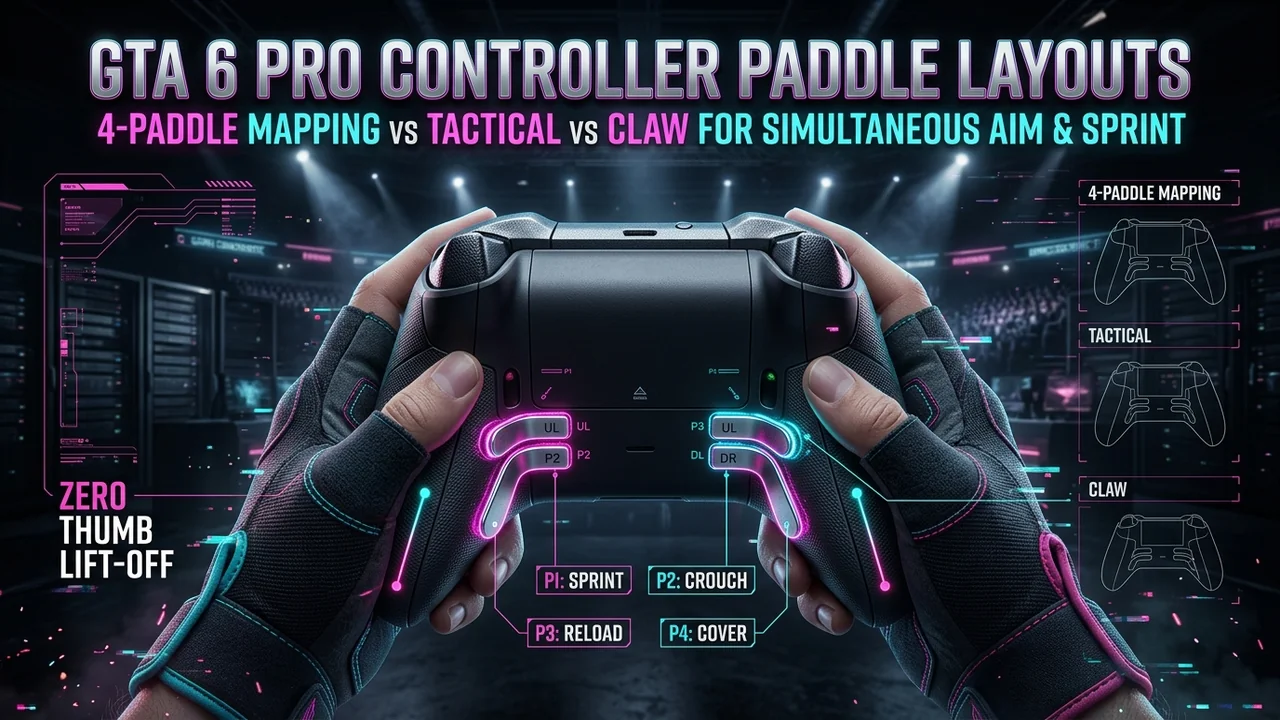 GTA 6 PRO CONTROLLER PADDLE LAYOUTS
4-PADDLE MAPPING VS TACTICAL VS CLAW FOR SIMULTANEOUS AIM & SPRINT
4-PADDLE MAPPING
TACTICAL
CLAW
P1
P1
UL UL
P2 P2
P3 UL
DL DR
ZERO
THUMB
LIFT-OFF
P1: SPRINT
P2: CROUCH
P3: RELOAD
P4: COVER